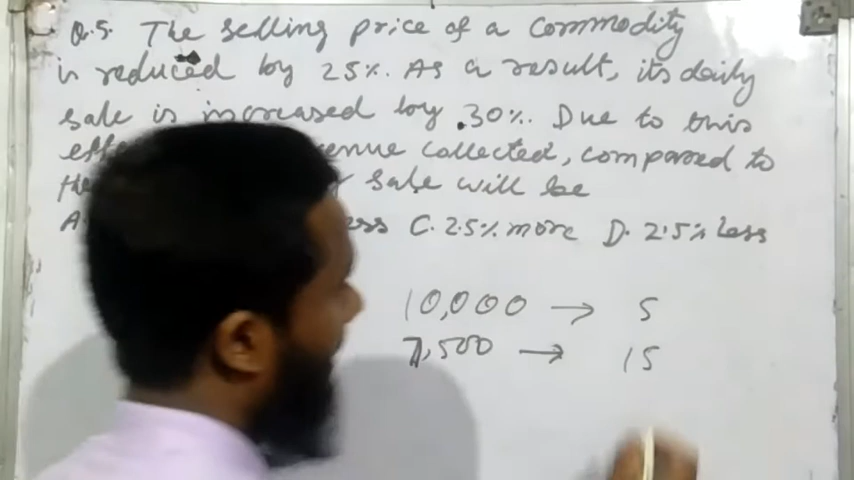 Q.5. The selling price of a commodity
is reduced by 25%. As a result, its daily
sale is increased by 30%. Due to this
collected, compared to
sale will be
A C. 2.5% more D. 2.5% Less
10,000 → 5
7,500 → 15